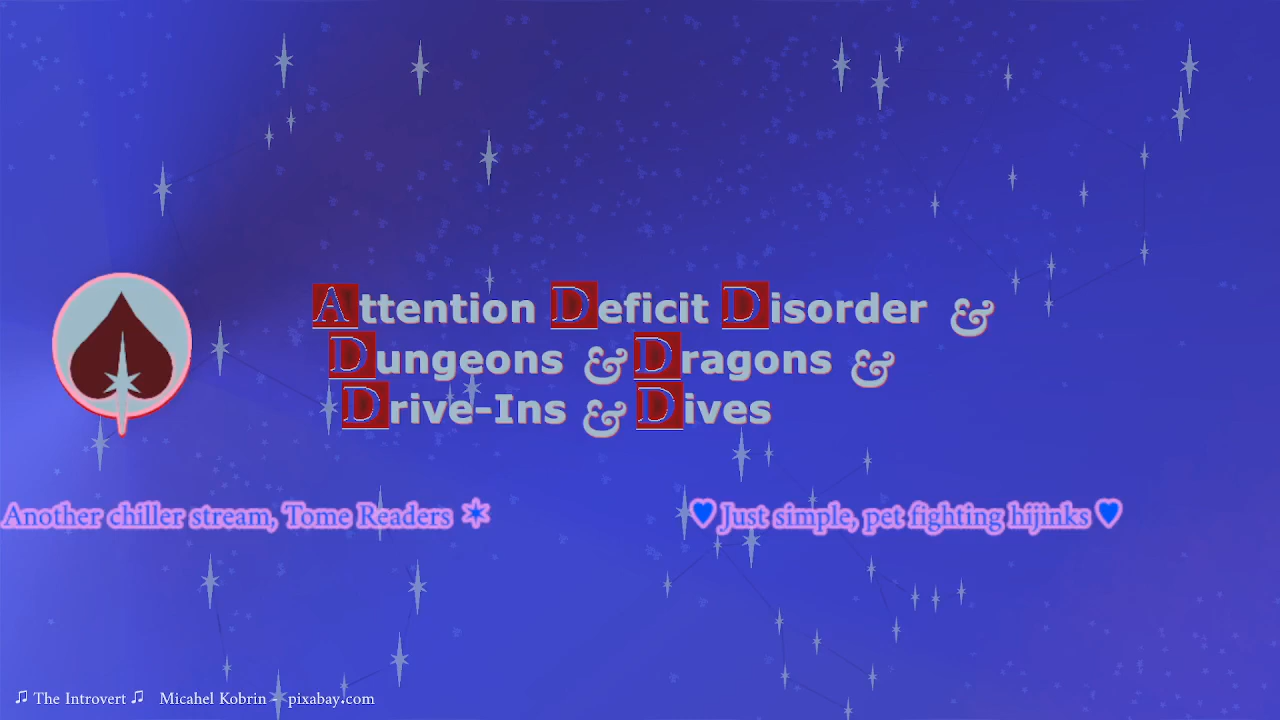 Attention Deficit Disorder &
Dungeons & Dragons &
Drive-Ins & Dives
Another chiller stream, Tome Readers ✶ ♥ Just simple, pet fighting hijinks ♥
♫ The Introvert ♫ Micahel Kobrin - pixabay.com